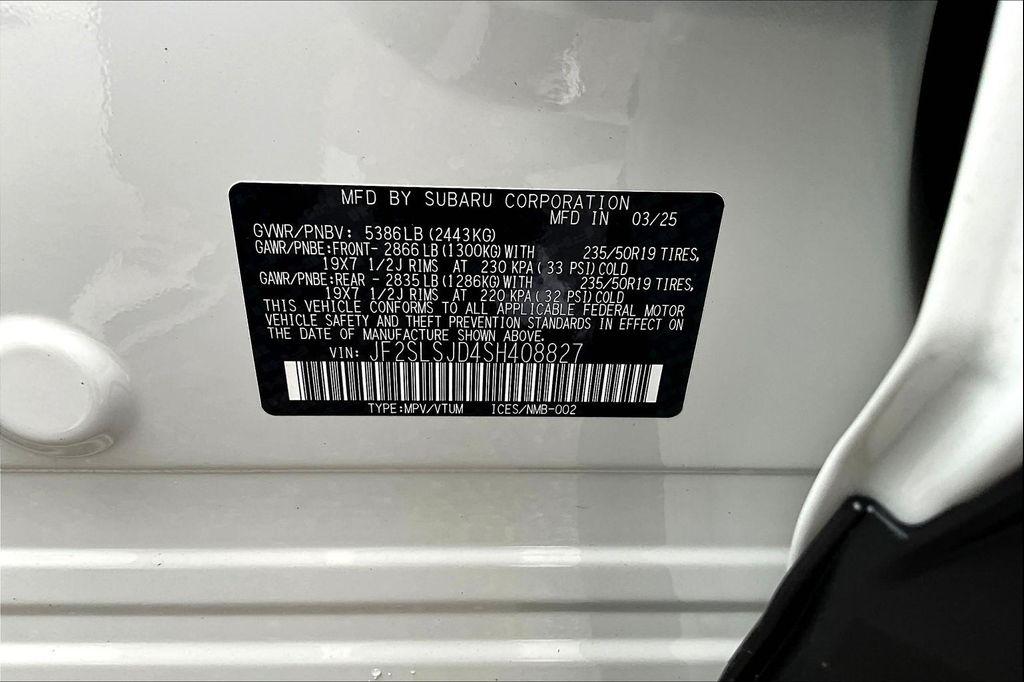 MFD BY SUBARU CORPORATION
MFD IN 03/25
GVWR/PNBV: 5386LB (2443KG)
GAWR/PNBE:FRONT- 2866 LB (1300KG) WITH 235/50R19 TIRES,
19X7 1/2J RIMS AT 230 KPA ( 33 PSI) COLD
GAWR/PNBE:REAR - 2835 LB (1286KG) WITH 235/50R19 TIRES,
19X7 1/2J RIMS AT 220 KPA ( 32 PSI) COLD
THIS VEHICLE CONFORMS TO ALL APPLICABLE FEDERAL MOTOR
VEHICLE SAFETY AND THEFT PREVENTION STANDARDS IN EFFECT ON
THE DATE OF MANUFACTURE SHOWN ABOVE.
VIN: JF2SLSJD4SH408827
TYPE:MPV/VTUM ICES/NMB-002